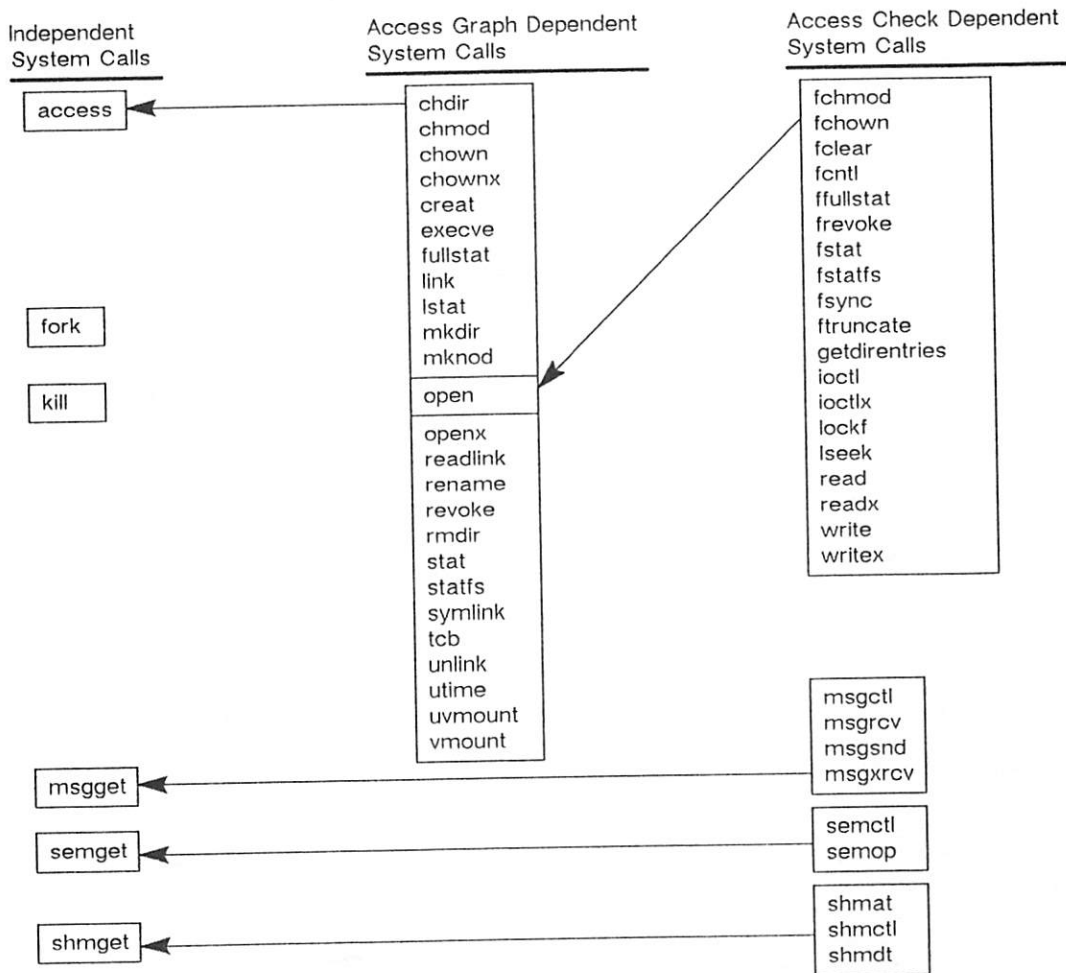 Independent
System Calls
access
fork
kill
msgget
semget
shmget
Access Graph Dependent
System Calls
chdir
chmod
chown
chownx
creat
execve
fullstat
link
lstat
mkdir
mknod
open
openx
readlink
rename
revoke
rmdir
stat
statfs
symlink
tcb
unlink
utime
uvmount
vmount
Access Check Dependent
System Calls
fchmod
fchown
fclear
fcntl
ffullstat
frevoke
fstat
fstatfs
fsync
ftruncate
getdirentries
ioctl
ioctlx
lockf
lseek
read
readx
write
writex
msgctl
msgrcv
msgsnd
msgxrcv
semctl
semop
shmat
shmctl
shmdt